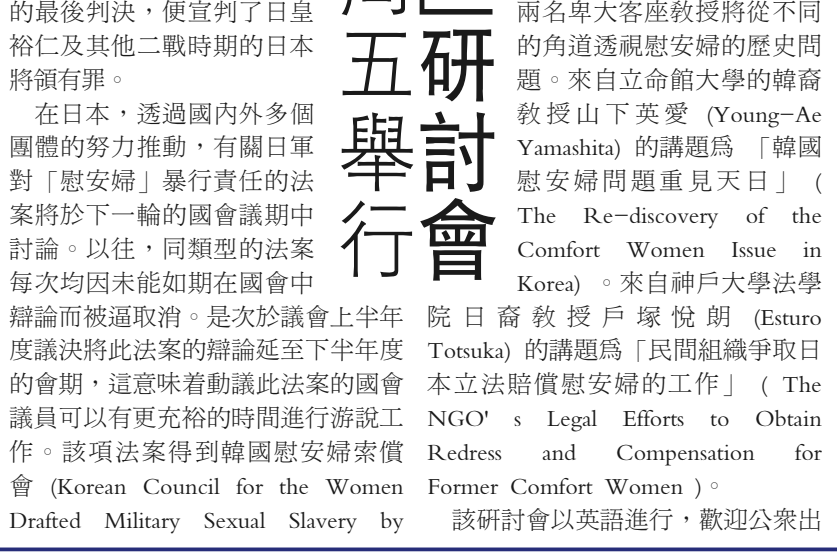 的最後判決，便宣判了日皇
裕仁及其他二戰時期的日本
將領有罪。
在日本，透過國內外多個
團體的努力推動，有關日軍
對「慰安婦」暴行責任的法
案將於下一輪的國會議期中
討論。以往，同類型的法案
每次均因未能如期在國會中
辯論而被逼取消。是次於議會上半年
度議決將此法案的辯論延至下半年度
的會期，這意味着動議此法案的國會
議員可以有更充裕的時間進行游說工
作。該項法案得到韓國慰安婦索償
會 (Korean Council for the Women
Drafted Military Sexual Slavery by
研討會
五舉行
兩名卑大客座敎授將從不同
的角道透視慰安婦的歷史問
題。來自立命館大學的韓裔
敎授山下英愛 (Young-Ae
Yamashita) 的講題爲 「韓國
慰安婦問題重見天日」 (
The Re-discovery of the
Comfort Women Issue in
Korea) 。來自神戶大學法學
院日裔敎授戶塚悅朗 (Esturo
Totsuka) 的講題爲「民間組織爭取日
本立法賠償慰安婦的工作」 ( The
NGO' s Legal Efforts to Obtain
Redress and Compensation for
Former Comfort Women )。
該硏討會以英語進行，歡迎公衆出